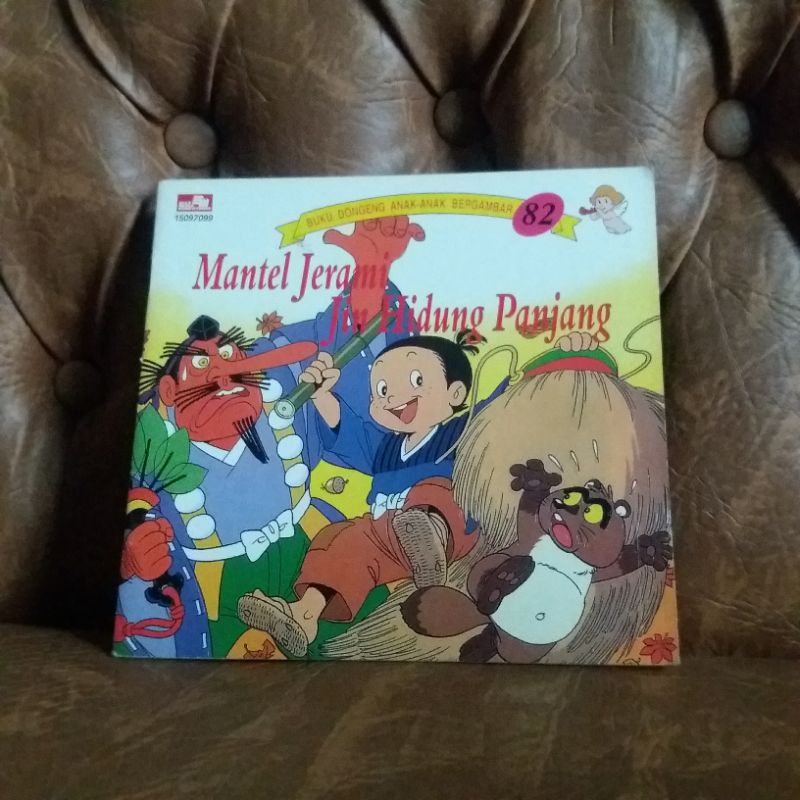 15097099
BUKU DONGENG ANAK-ANAK BERGAMBAR 82
Mantel Jerami
Jin Hidung Panjang